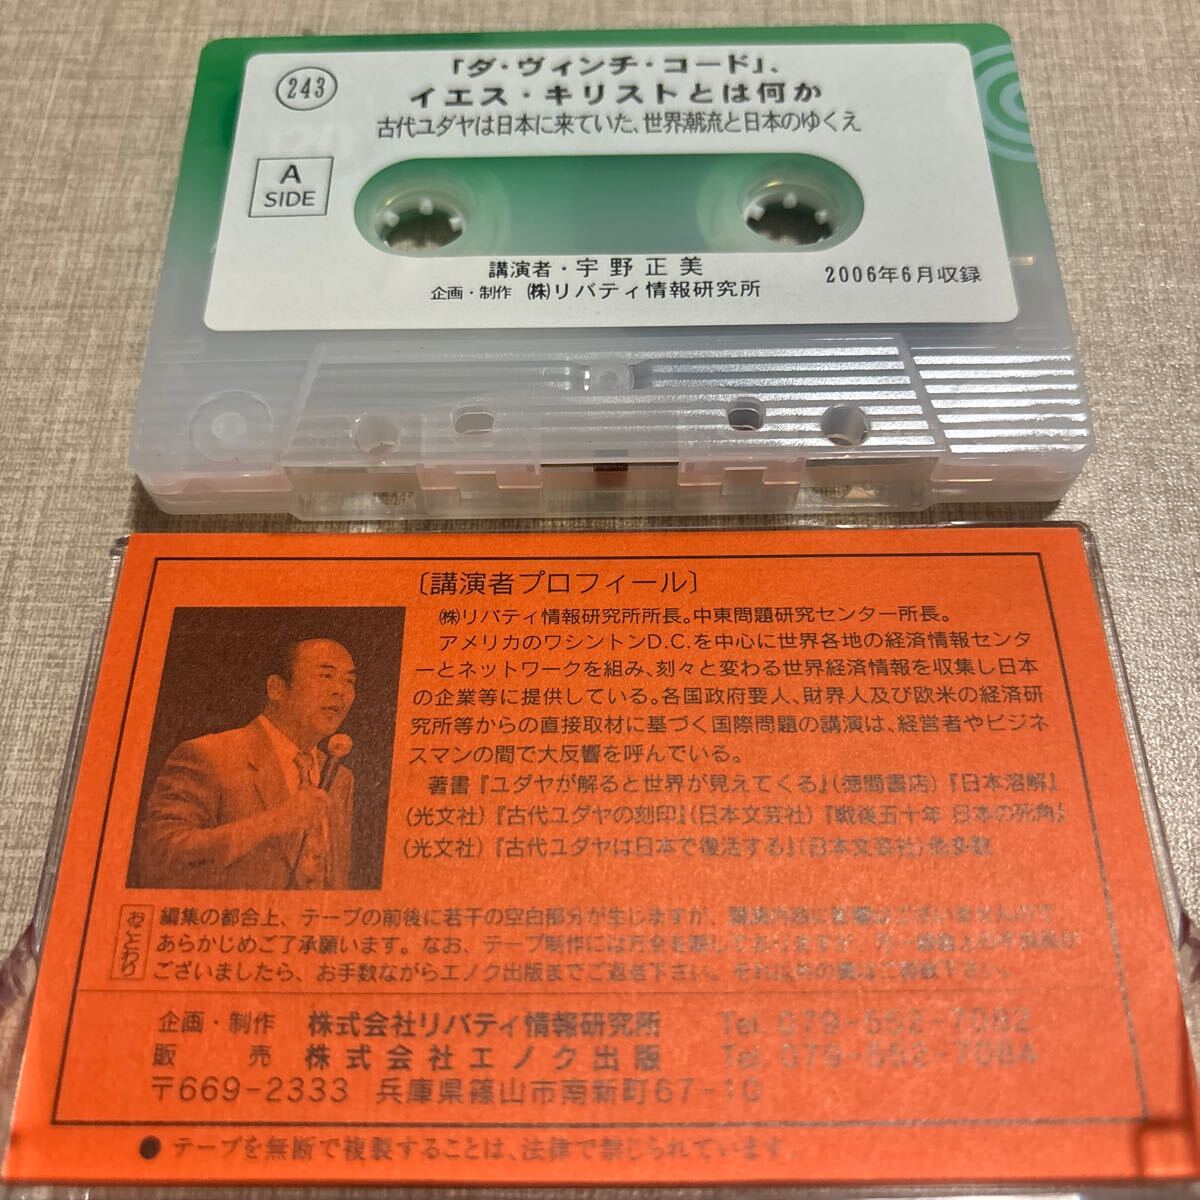 243
「ダ・ヴィンチ・コード」、
イエス・キリストとは何か
古代ユダヤは日本に来ていた、世界潮流と日本のゆくえ
A
SIDE
講演者・宇野正美
企画・制作 ㈱リバティ情報研究所
2006年6月収録
〔講演者プロフィール〕
㈱リバティ情報研究所所長。中東問題研究センター所長。
アメリカのワシントンD.C.を中心に世界各地の経済情報センタ
ーとネットワークを組み、刻々と変わる世界経済情報を収集し日本
の企業等に提供している。各国政府要人、財界人及び欧米の経済研
究所等からの直接取材に基づく国際問題の講演は、経営者やビジネ
スマンの間で大反響を呼んでいる。
著書『ユダヤが解ると世界が見えてくる』(徳間書店)『日本溶解』
(光文社)『古代ユダヤの刻印』(日本文芸社)『戦後五十年 日本の死角』
(光文社)『古代ユダヤは日本で復活する』(日本文芸社)他多数
おことわり
編集の都合上、テープの前後に若干の空白部分が生じますが、
あらかじめご了承願います。なお、テープ制作には万全を期しておりますが、
ございましたら、お手数ながらエノク出版までご返送下さい。
企画・制作 株式会社リバティ情報研究所 Tel. 079-552-7082
販売 株式会社エノク出版 Tel. 079-552-7084
〒669-2333 兵庫県篠山市南新町67-10
●テープを無断で複製することは、法律で禁じられています。